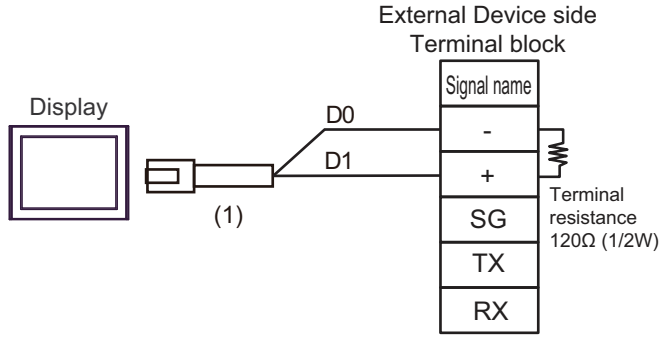 External Device side
Terminal block
Signal name
Display
D0
-
D1
+
(1)
SG
Terminal
resistance
120Ω (1/2W)
TX
RX